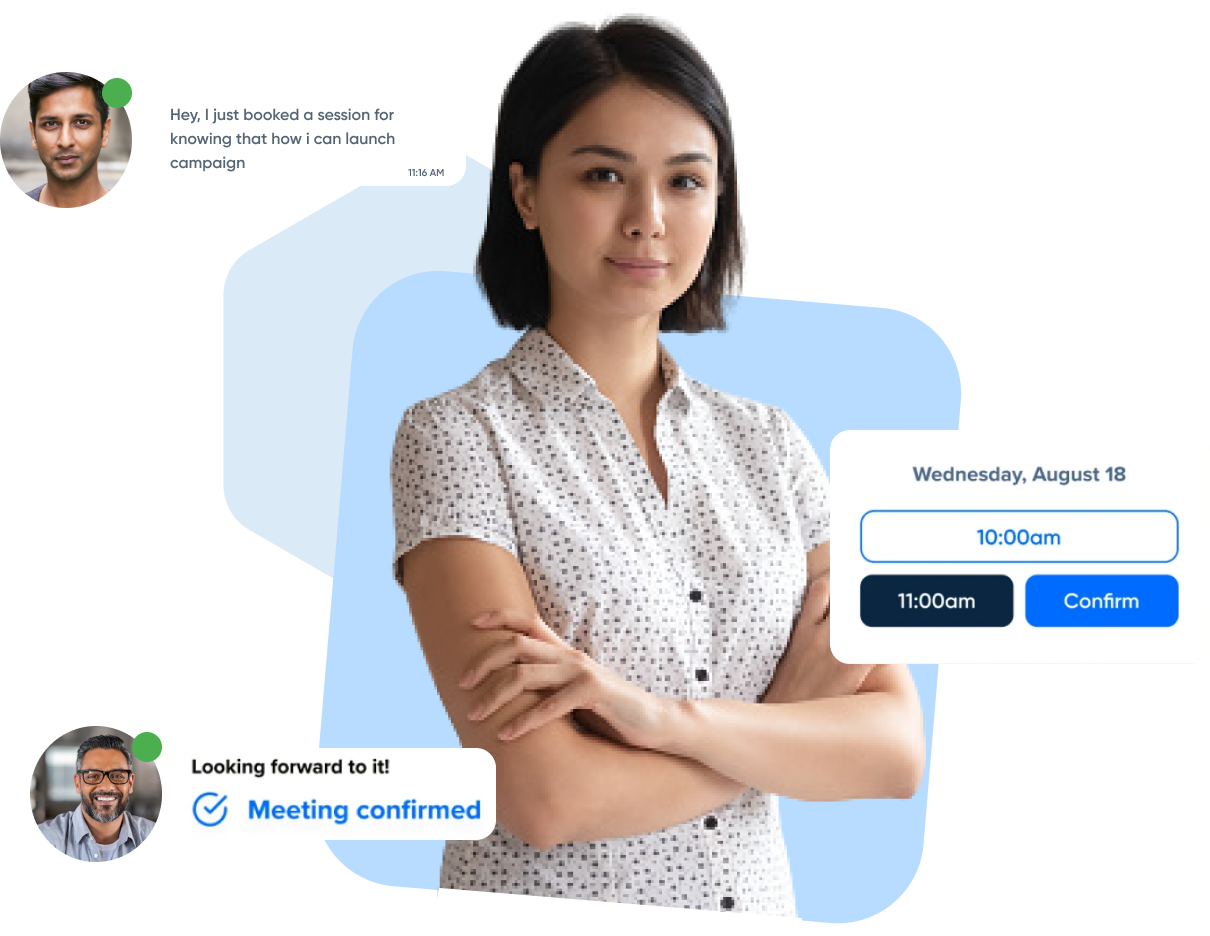 Hey, I just booked a session for
knowing that how i can launch
campaign
11:16 AM
Wednesday, August 18
10:00am
11:00am
Confirm
Looking forward to it!
Meeting confirmed